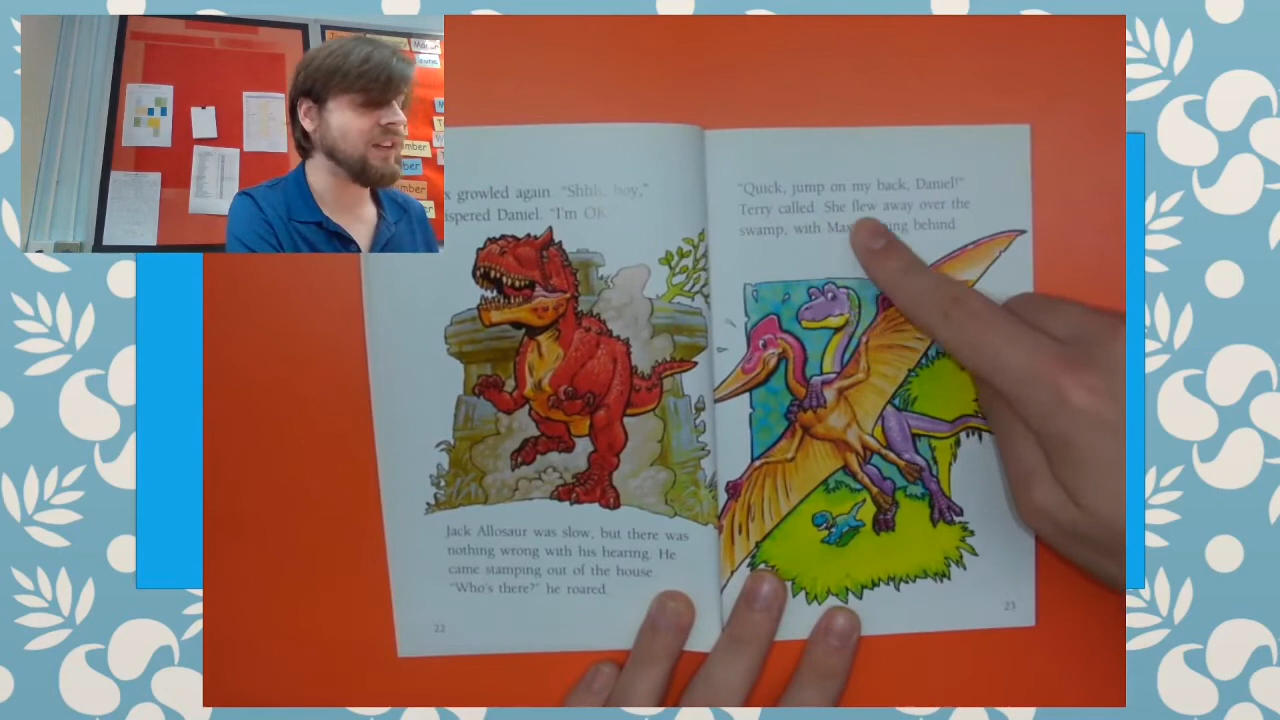 growled again. "Shhh, boy,"
Daniel. "I'm OK
Jack Allosaur was slow, but there was
nothing wrong with his hearing. He
came stamping out of the house.
"Who's there?" he roared.
22
"Quick, jump on my back, Daniel!"
Terry called. She flew away over the
swamp, with Max behind.
23